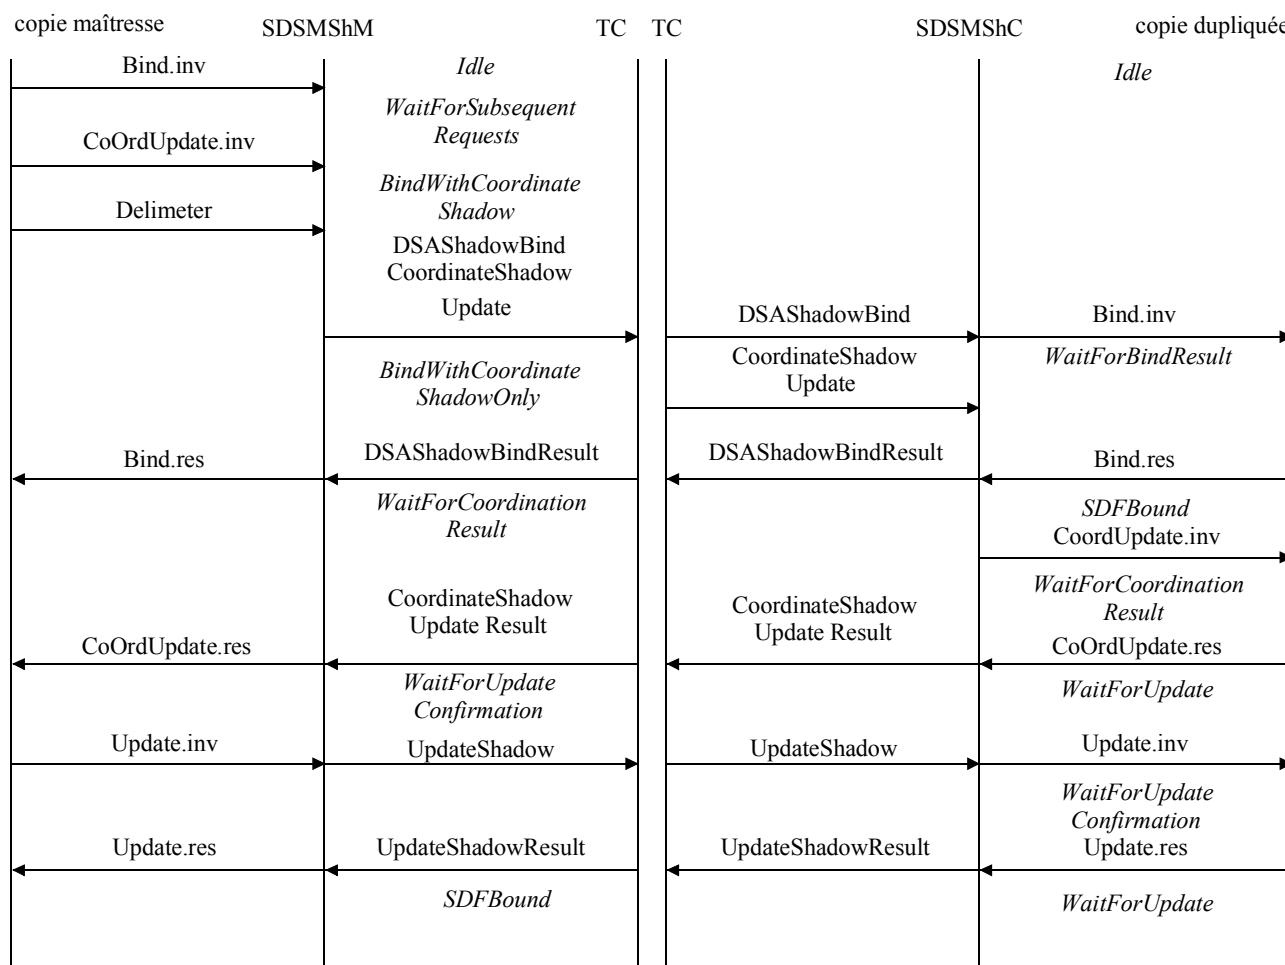 copie maîtresse SDSMShM TC TC SDSMShC copie dupliquée
Bind.inv Idle Idle
WaitForSubsequent
Requests
CoOrdUpdate.inv
BindWithCoordinate
Shadow
Delimeter
DSAShadowBind
CoordinateShadow
Update DSAShadowBind Bind.inv
CoordinateShadow
Update
WaitForBindResult
BindWithCoordinate
ShadowOnly
Bind.res DSAShadowBindResult DSAShadowBindResult Bind.res
WaitForCoordination
Result
SDFBound
CoordUpdate.inv
CoordinateShadow
Update Result
CoordinateShadow
Update Result
WaitForCoordination
Result
CoOrdUpdate.res CoOrdUpdate.res
WaitForUpdate
Confirmation
WaitForUpdate
Update.inv UpdateShadow UpdateShadow Update.inv
WaitForUpdate
Confirmation
Update.res UpdateShadowResult UpdateShadowResult Update.res
SDFBound WaitForUpdate